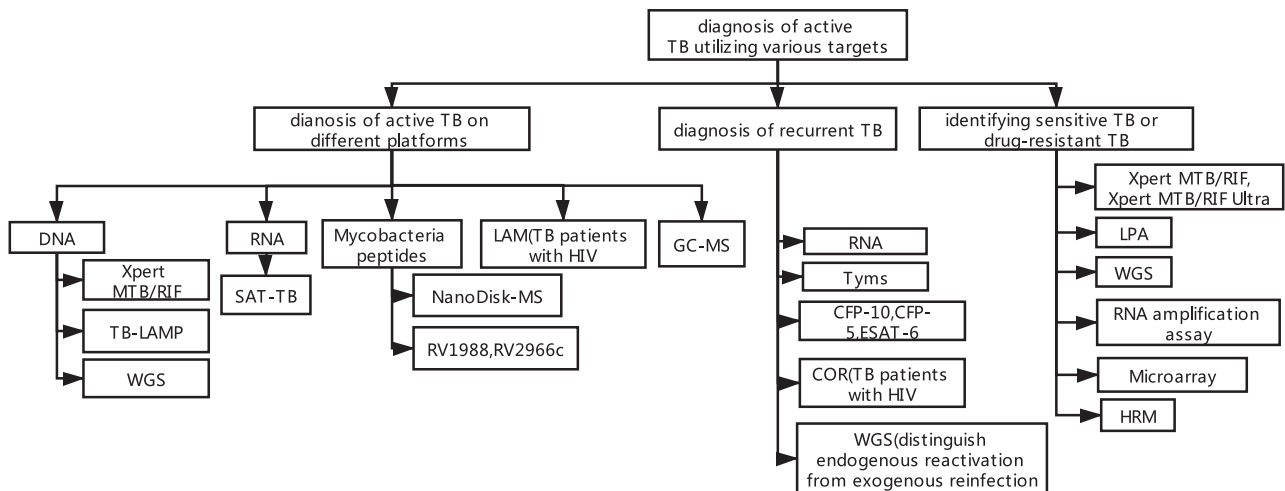 diagnosis of active
TB utilizing various targets
dianosis of active TB on
different platforms
diagnosis of recurrent TB
identifying sensitive TB or
drug-resistant TB
DNA
Xpert
MTB/RIF
TB-LAMP
WGS
RNA
SAT-TB
Mycobacteria
peptides
NanoDisk-MS
RV1988,RV2966c
LAM(TB patients
with HIV
GC-MS
RNA
Tyms
CFP-10,CFP-
5,ESAT-6
COR(TB patients
with HIV
WGS(distinguish
endogenous reactivation
from exogenous reinfection
Xpert MTB/RIF,
Xpert MTB/RIF Ultra
LPA
WGS
RNA amplification
assay
Microarray
HRM